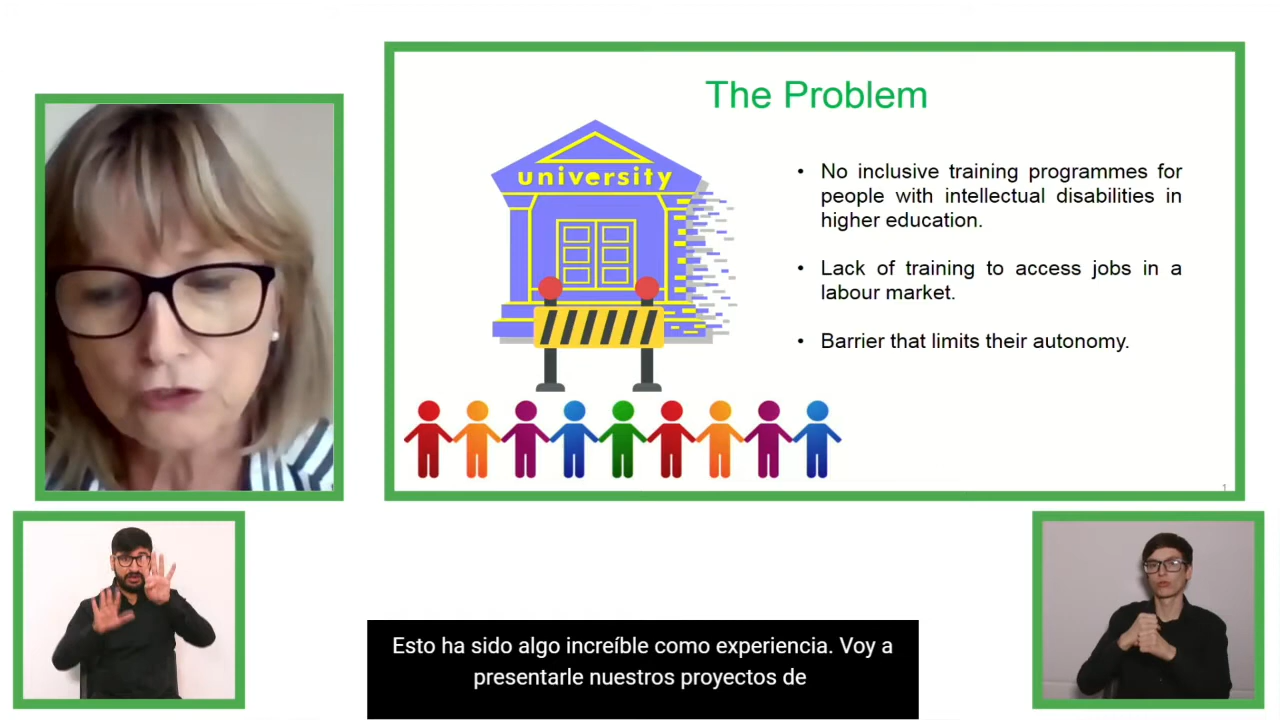 The Problem
university
• No inclusive training programmes for
people with intellectual disabilities in
higher education.
• Lack of training to access jobs in a
labour market.
• Barrier that limits their autonomy.
1
Esto ha sido algo increíble como experiencia. Voy a
presentarle nuestros proyectos de